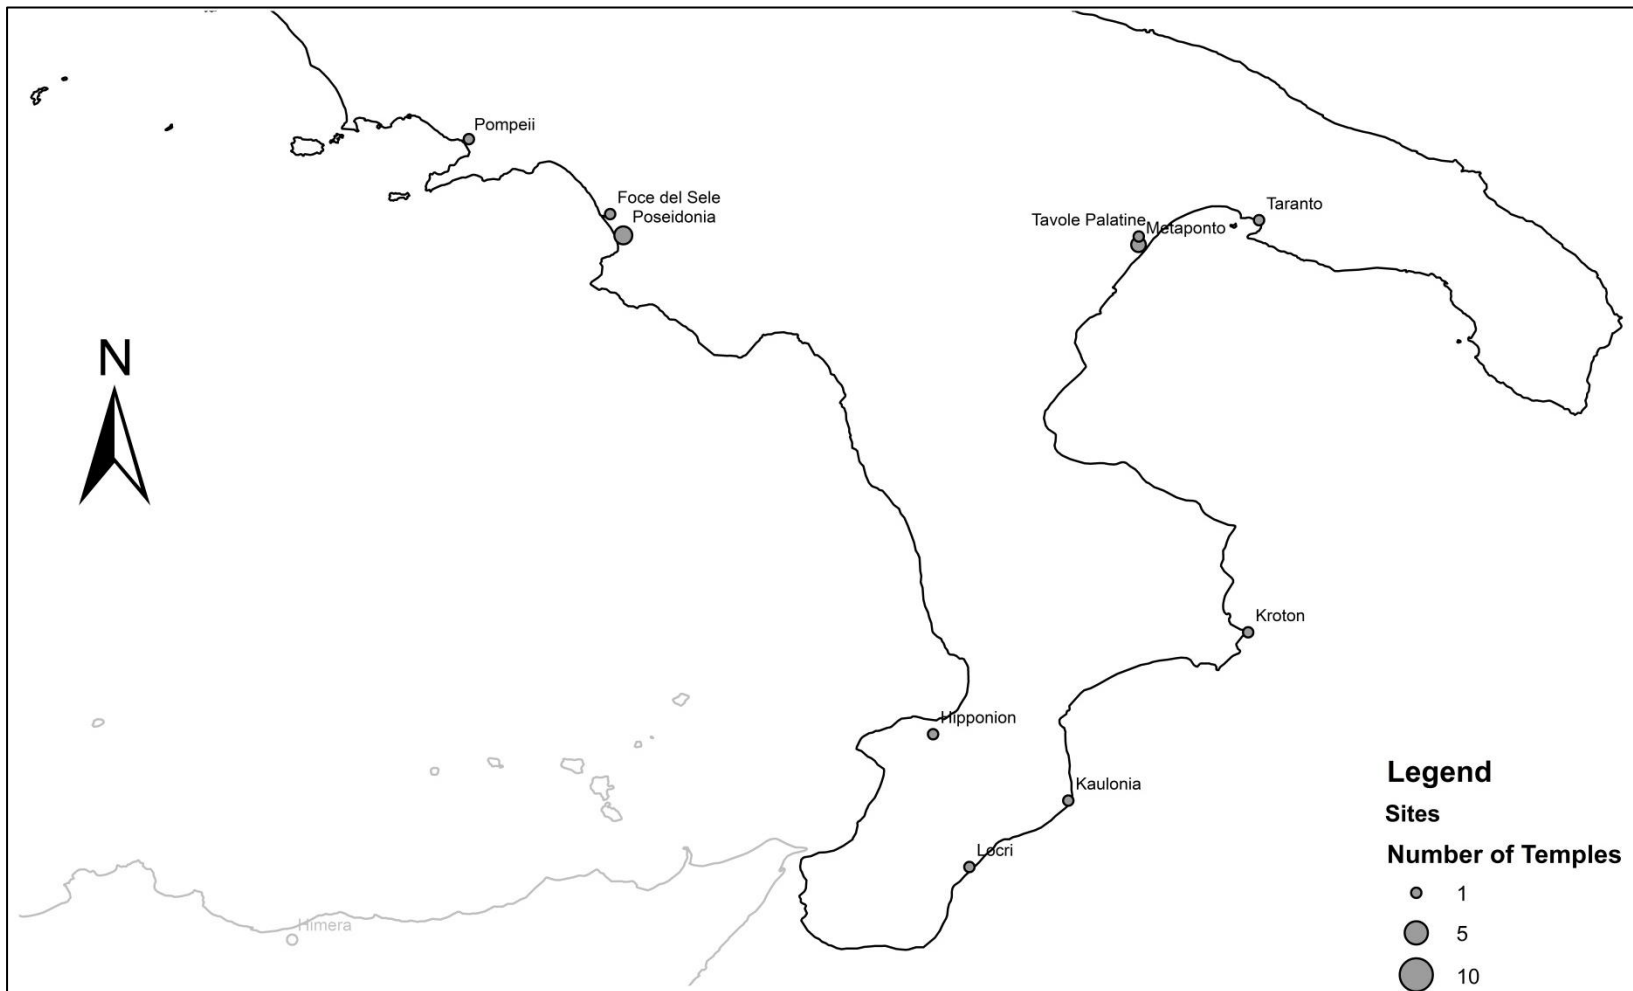 Pompeii
Foce del Sele
Poseidonia
Taranto
Tavole Palatine
Metaponto
N
Kroton
Hipponion
Kaulonia
Locri
Himera
Legend
Sites
Number of Temples
1
5
10